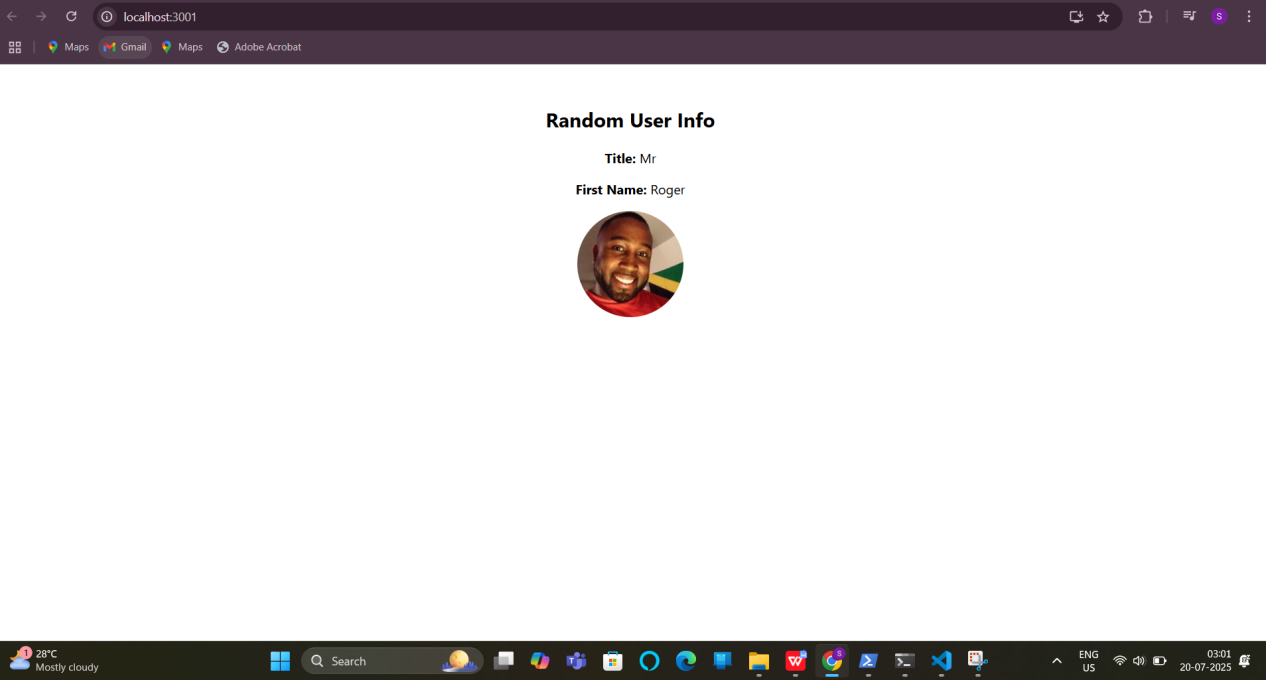 localhost:3001
S
Maps
Gmail
Maps
Adobe Acrobat
Random User Info
Title: Mr
First Name: Roger
1
28°C
Mostly cloudy
Search
W
S
ENG
US
03:01
20-07-2025